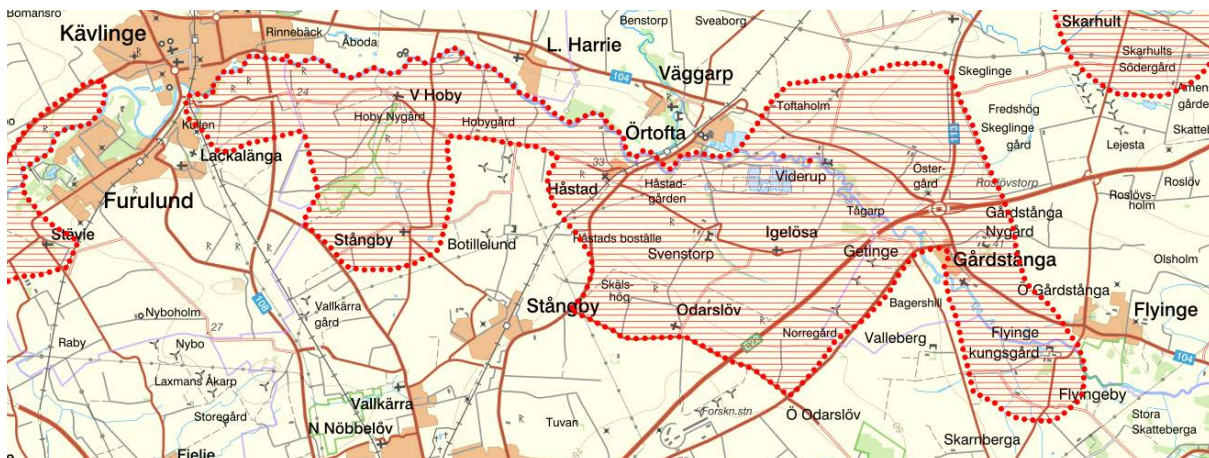 Bomansro
Kävlinge
Rinnebäck
Åboda
L. Harrie
Benstorp
Sveaborg
Skarhult
Skarhults
Södergård
104
Väggarp
Skeglinge
24
V Hoby
Hoby Nygård
Hobygård
Toftaholm
Fredshög
Skeglinge
gård
Skatteb
Lackalänga
Örtofta
113
Lejesta
33
Håstad
Håstad-
gården
Viderup
Öster-
gård
Roslövstorp
Roslövs-
holm
Roslöv
Furulund
Tågarp
Gårdstånga
Nygård
41
Stävie
Stångby
Botillelund
Håstads boställe
Svenstorp
Igelösa
Getinge
Gårdstånga
Olsholm
Skäls-
hög
Ö Gårdstånga
Bagershill
108
Vallkärra
gård
Stångby
Odarslöv
Flyinge
Nyboholm
27
Norregård
Valleberg
Flyinge
kungsgård
Raby
Nybo
E22
104
Laxmans Åkarp
Flyingeby
Vallkärra
Storegård
Forskn.stn
Ö Odarslöv
Stora
Skatteberga
Tuvan
N Nöbbelöv
Skarnberga
Fjelie